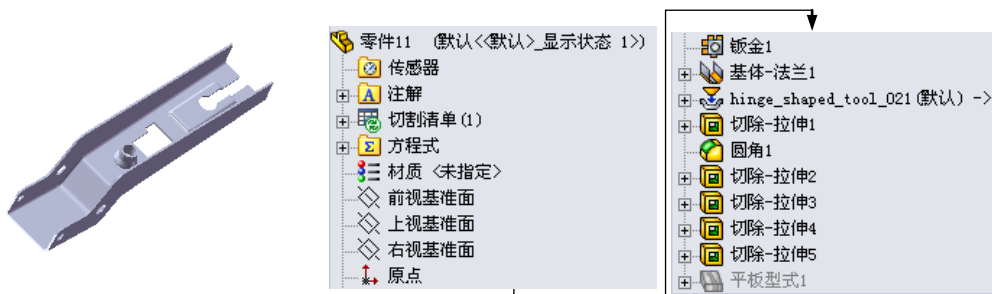 零件11 (默认<<默认>_显示状态 1>)
传感器
注解
切割清单(1)
方程式
材质 <未指定>
前视基准面
上视基准面
右视基准面
原点
钣金1
基体-法兰1
hinge_shaped_tool_021(默认) ->
切除-拉伸1
圆角1
切除-拉伸2
切除-拉伸3
切除-拉伸4
切除-拉伸5
平板型式1